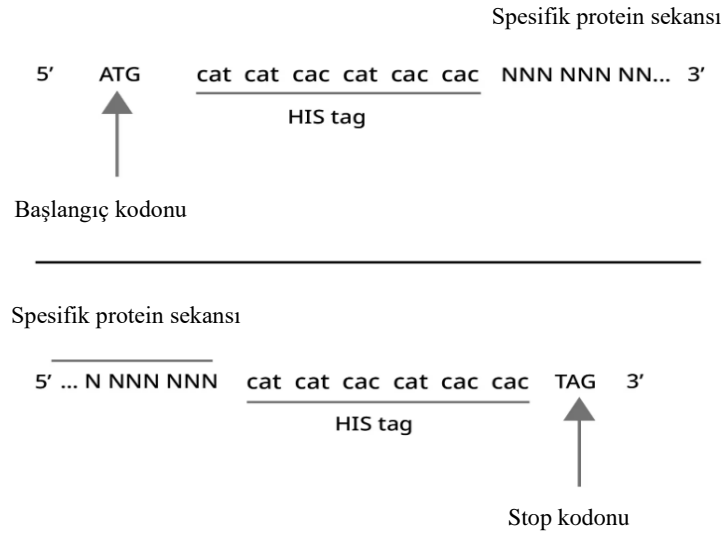 Spesifik protein sekansı
5′ ATG cat cat cac cat cac cac NNN NNN NN... 3′
HIS tag
Başlangıç kodonu
Spesifik protein sekansı
5′ ... N NNN NNN cat cat cac cat cac cac TAG 3′
HIS tag
Stop kodonu